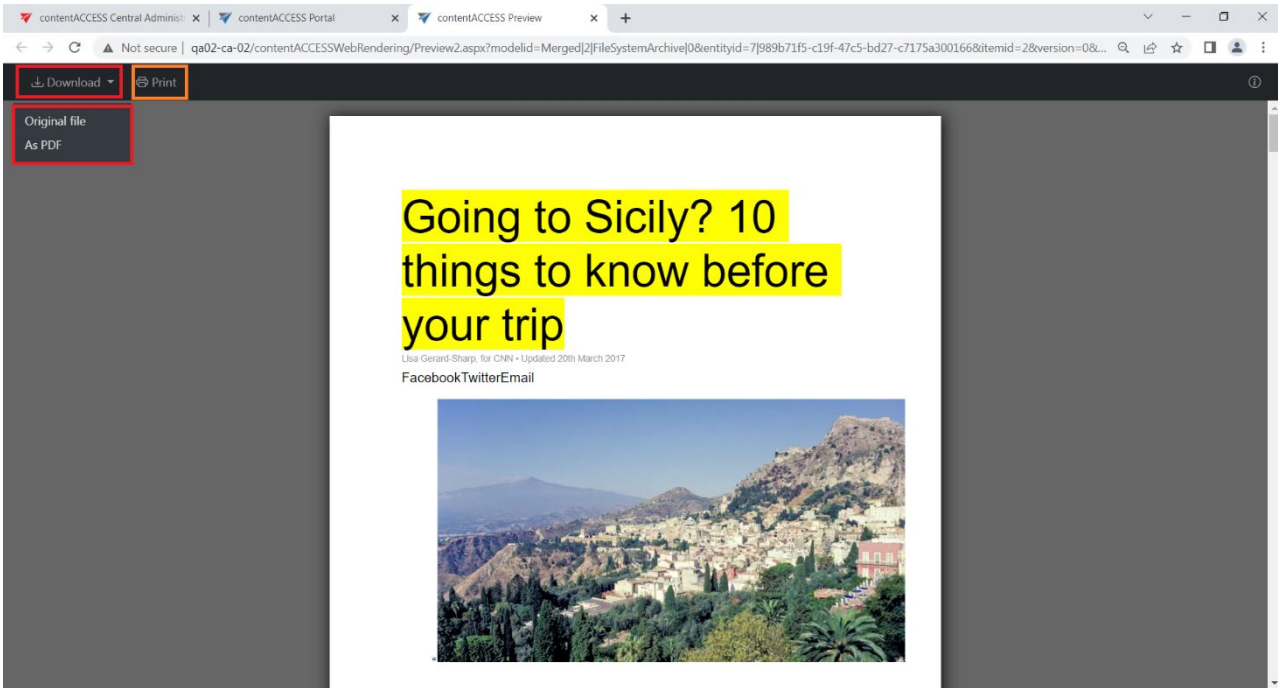 contentACCESS Central Administ
contentACCESS Portal
contentACCESS Preview
Not secure | qa02-ca-02/contentACCESSWebRendering/Preview2.aspx?modelid=Merged|2|FileSystemArchive|0&entityid=7|989b71f5-c19f-47c5-bd27-c7175a300166&itemid=2&version=0&...
Download
Print
Original file
As PDF
Going to Sicily? 10
things to know before
your trip
Lisa Gerard-Sharp, for CNN • Updated 20th March 2017
FacebookTwitterEmail